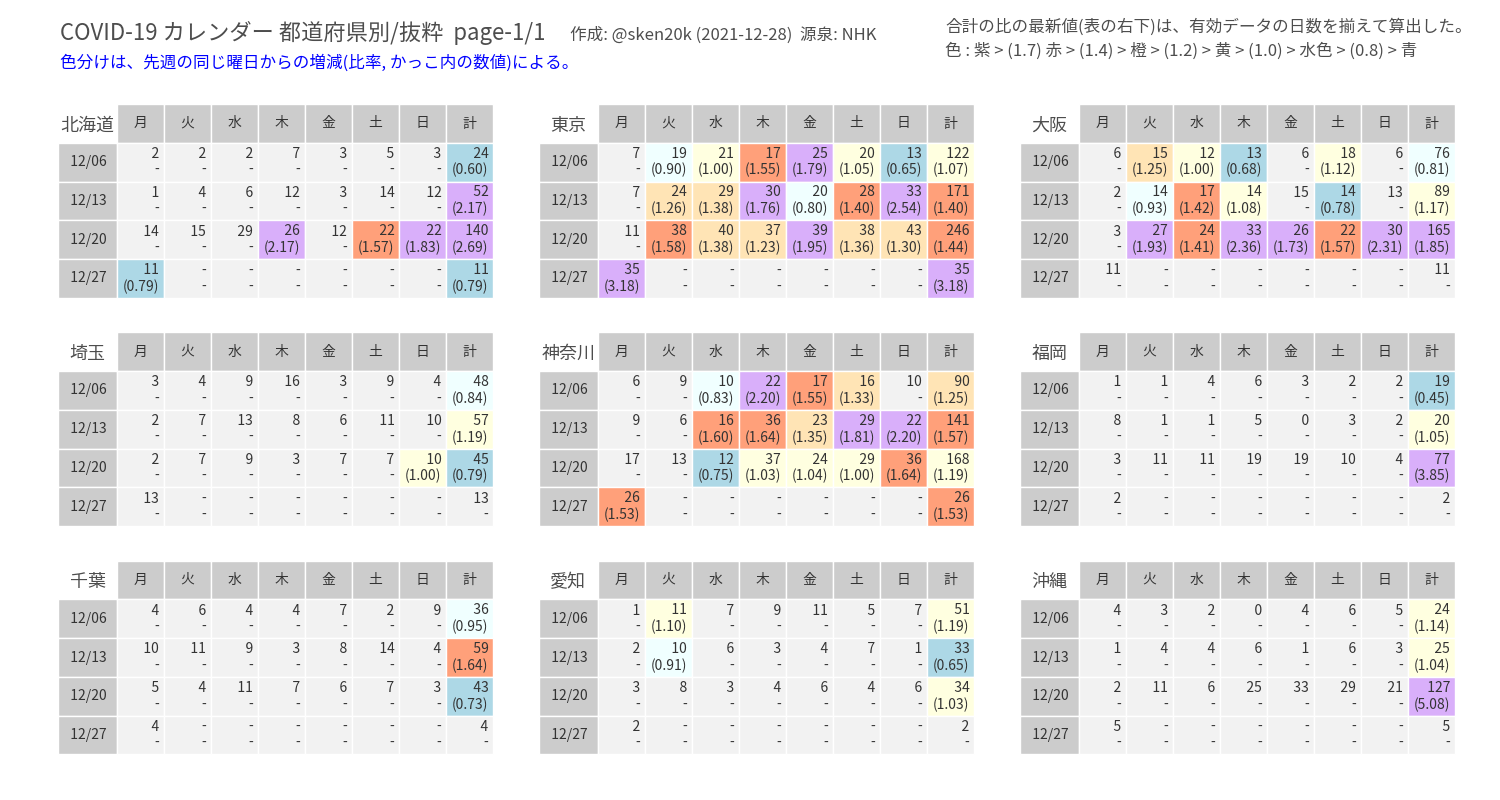 COVID-19 カレンダー 都道府県別/抜粋 page-1/1 作成: @sken20k (2021-12-28) 源泉: NHK
色分けは、先週の同じ曜日からの増減(比率, かっこ内の数値)による。
合計の比の最新値(表の右下)は、有効データの日数を揃えて算出した。
色 : 紫 > (1.7) 赤 > (1.4) > 橙 > (1.2) > 黄 > (1.0) > 水色 > (0.8) > 青
北海道 月 火 水 木 金 土 日 計
12/06 2 2 2 7 3 5 3 24
- - - - - - - (0.60)
12/13 1 4 6 12 3 14 12 52
- - - - - - - (2.17)
12/20 14 15 29 26 12 22 22 140
- - - (2.17) - (1.57) (1.83) (2.69)
12/27 11 - - - - - - 11
(0.79) - - - - - - (0.79)
東京 月 火 水 木 金 土 日 計
12/06 7 19 21 17 25 20 13 122
- (0.90) (1.00) (1.55) (1.79) (1.05) (0.65) (1.07)
12/13 7 24 29 30 20 28 33 171
- (1.26) (1.38) (1.76) (0.80) (1.40) (2.54) (1.40)
12/20 11 38 40 37 39 38 43 246
- (1.58) (1.38) (1.23) (1.95) (1.36) (1.30) (1.44)
12/27 35 - - - - - - 35
(3.18) - - - - - - (3.18)
大阪 月 火 水 木 金 土 日 計
12/06 6 15 12 13 6 18 6 76
- (1.25) (1.00) (0.68) - (1.12) - (0.81)
12/13 2 14 17 14 15 14 13 89
- (0.93) (1.42) (1.08) - (0.78) - (1.17)
12/20 3 27 24 33 26 22 30 165
- (1.93) (1.41) (2.36) (1.73) (1.57) (2.31) (1.85)
12/27 11 - - - - - - 11
- - - - - - - -
埼玉 月 火 水 木 金 土 日 計
12/06 3 4 9 16 3 9 4 48
- - - - - - - (0.84)
12/13 2 7 13 8 6 11 10 57
- - - - - - - (1.19)
12/20 2 7 9 3 7 7 10 45
- - - - - - (1.00) (0.79)
12/27 13 - - - - - - 13
- - - - - - - -
神奈川 月 火 水 木 金 土 日 計
12/06 6 9 10 22 17 16 10 90
- - (0.83) (2.20) (1.55) (1.33) - (1.25)
12/13 9 6 16 36 23 29 22 141
- - (1.60) (1.64) (1.35) (1.81) (2.20) (1.57)
12/20 17 13 12 37 24 29 36 168
- - (0.75) (1.03) (1.04) (1.00) (1.64) (1.19)
12/27 26 - - - - - - 26
(1.53) - - - - - - (1.53)
福岡 月 火 水 木 金 土 日 計
12/06 1 1 4 6 3 2 2 19
- - - - - - - (0.45)
12/13 8 1 1 5 0 3 2 20
- - - - - - - (1.05)
12/20 3 11 11 19 19 10 4 77
- - - - - - - (3.85)
12/27 2 - - - - - - 2
- - - - - - - -
千葉 月 火 水 木 金 土 日 計
12/06 4 6 4 4 7 2 9 36
- - - - - - - (0.95)
12/13 10 11 9 3 8 14 4 59
- - - - - - - (1.64)
12/20 5 4 11 7 6 7 3 43
- - - - - - - (0.73)
12/27 4 - - - - - - 4
- - - - - - - -
愛知 月 火 水 木 金 土 日 計
12/06 1 11 7 9 11 5 7 51
- (1.10) - - - - - (1.19)
12/13 2 10 6 3 4 7 1 33
- (0.91) - - - - - (0.65)
12/20 3 8 3 4 6 4 6 34
- - - - - - - (1.03)
12/27 2 - - - - - - 2
- - - - - - - -
沖縄 月 火 水 木 金 土 日 計
12/06 4 3 2 0 4 6 5 24
- - - - - - - (1.14)
12/13 1 4 4 6 1 6 3 25
- - - - - - - (1.04)
12/20 2 11 6 25 33 29 21 127
- - - - - - - (5.08)
12/27 5 - - - - - - 5
- - - - - - - -